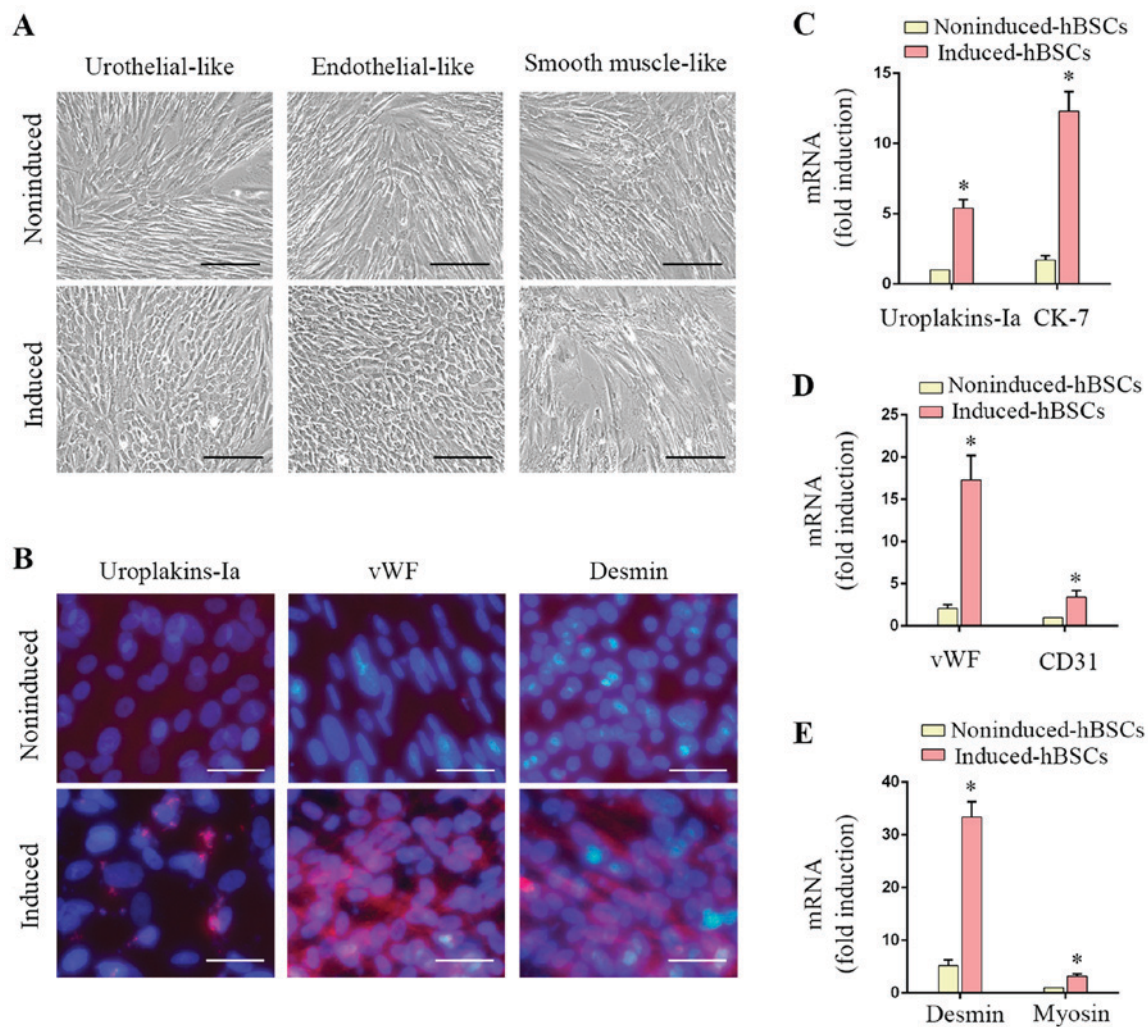 A
Urothelial-like
Endothelial-like
Smooth muscle-like
Noninduced
Induced
B
Uroplakins-Ia
vWF
Desmin
Noninduced
Induced
C
Noninduced-hBSCs
Induced-hBSCs
mRNA
(fold induction)
15
10
5
0
*
*
Uroplakins-Ia CK-7
D
Noninduced-hBSCs
Induced-hBSCs
mRNA
(fold induction)
25
20
15
10
5
0
*
*
vWF CD31
E
Noninduced-hBSCs
Induced-hBSCs
mRNA
(fold induction)
40
30
20
10
0
*
*
Desmin Myosin